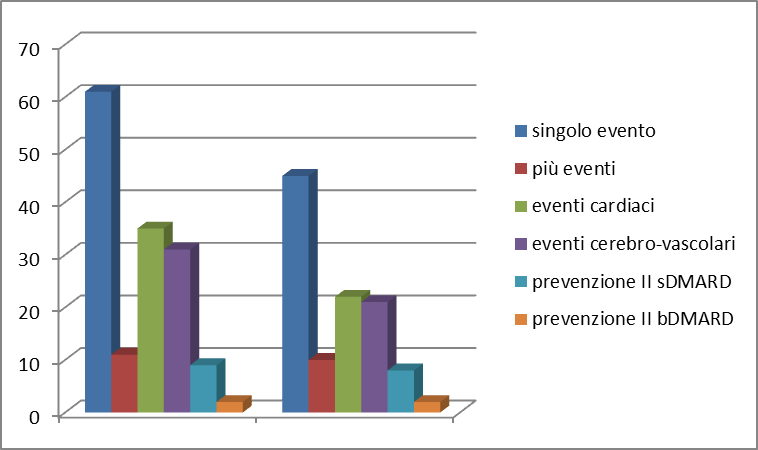 70
60
50
40
30
20
10
0
singolo evento
più eventi
eventi cardiaci
eventi cerebro-vascolari
prevenzione II sDMARD
prevenzione II bDMARD